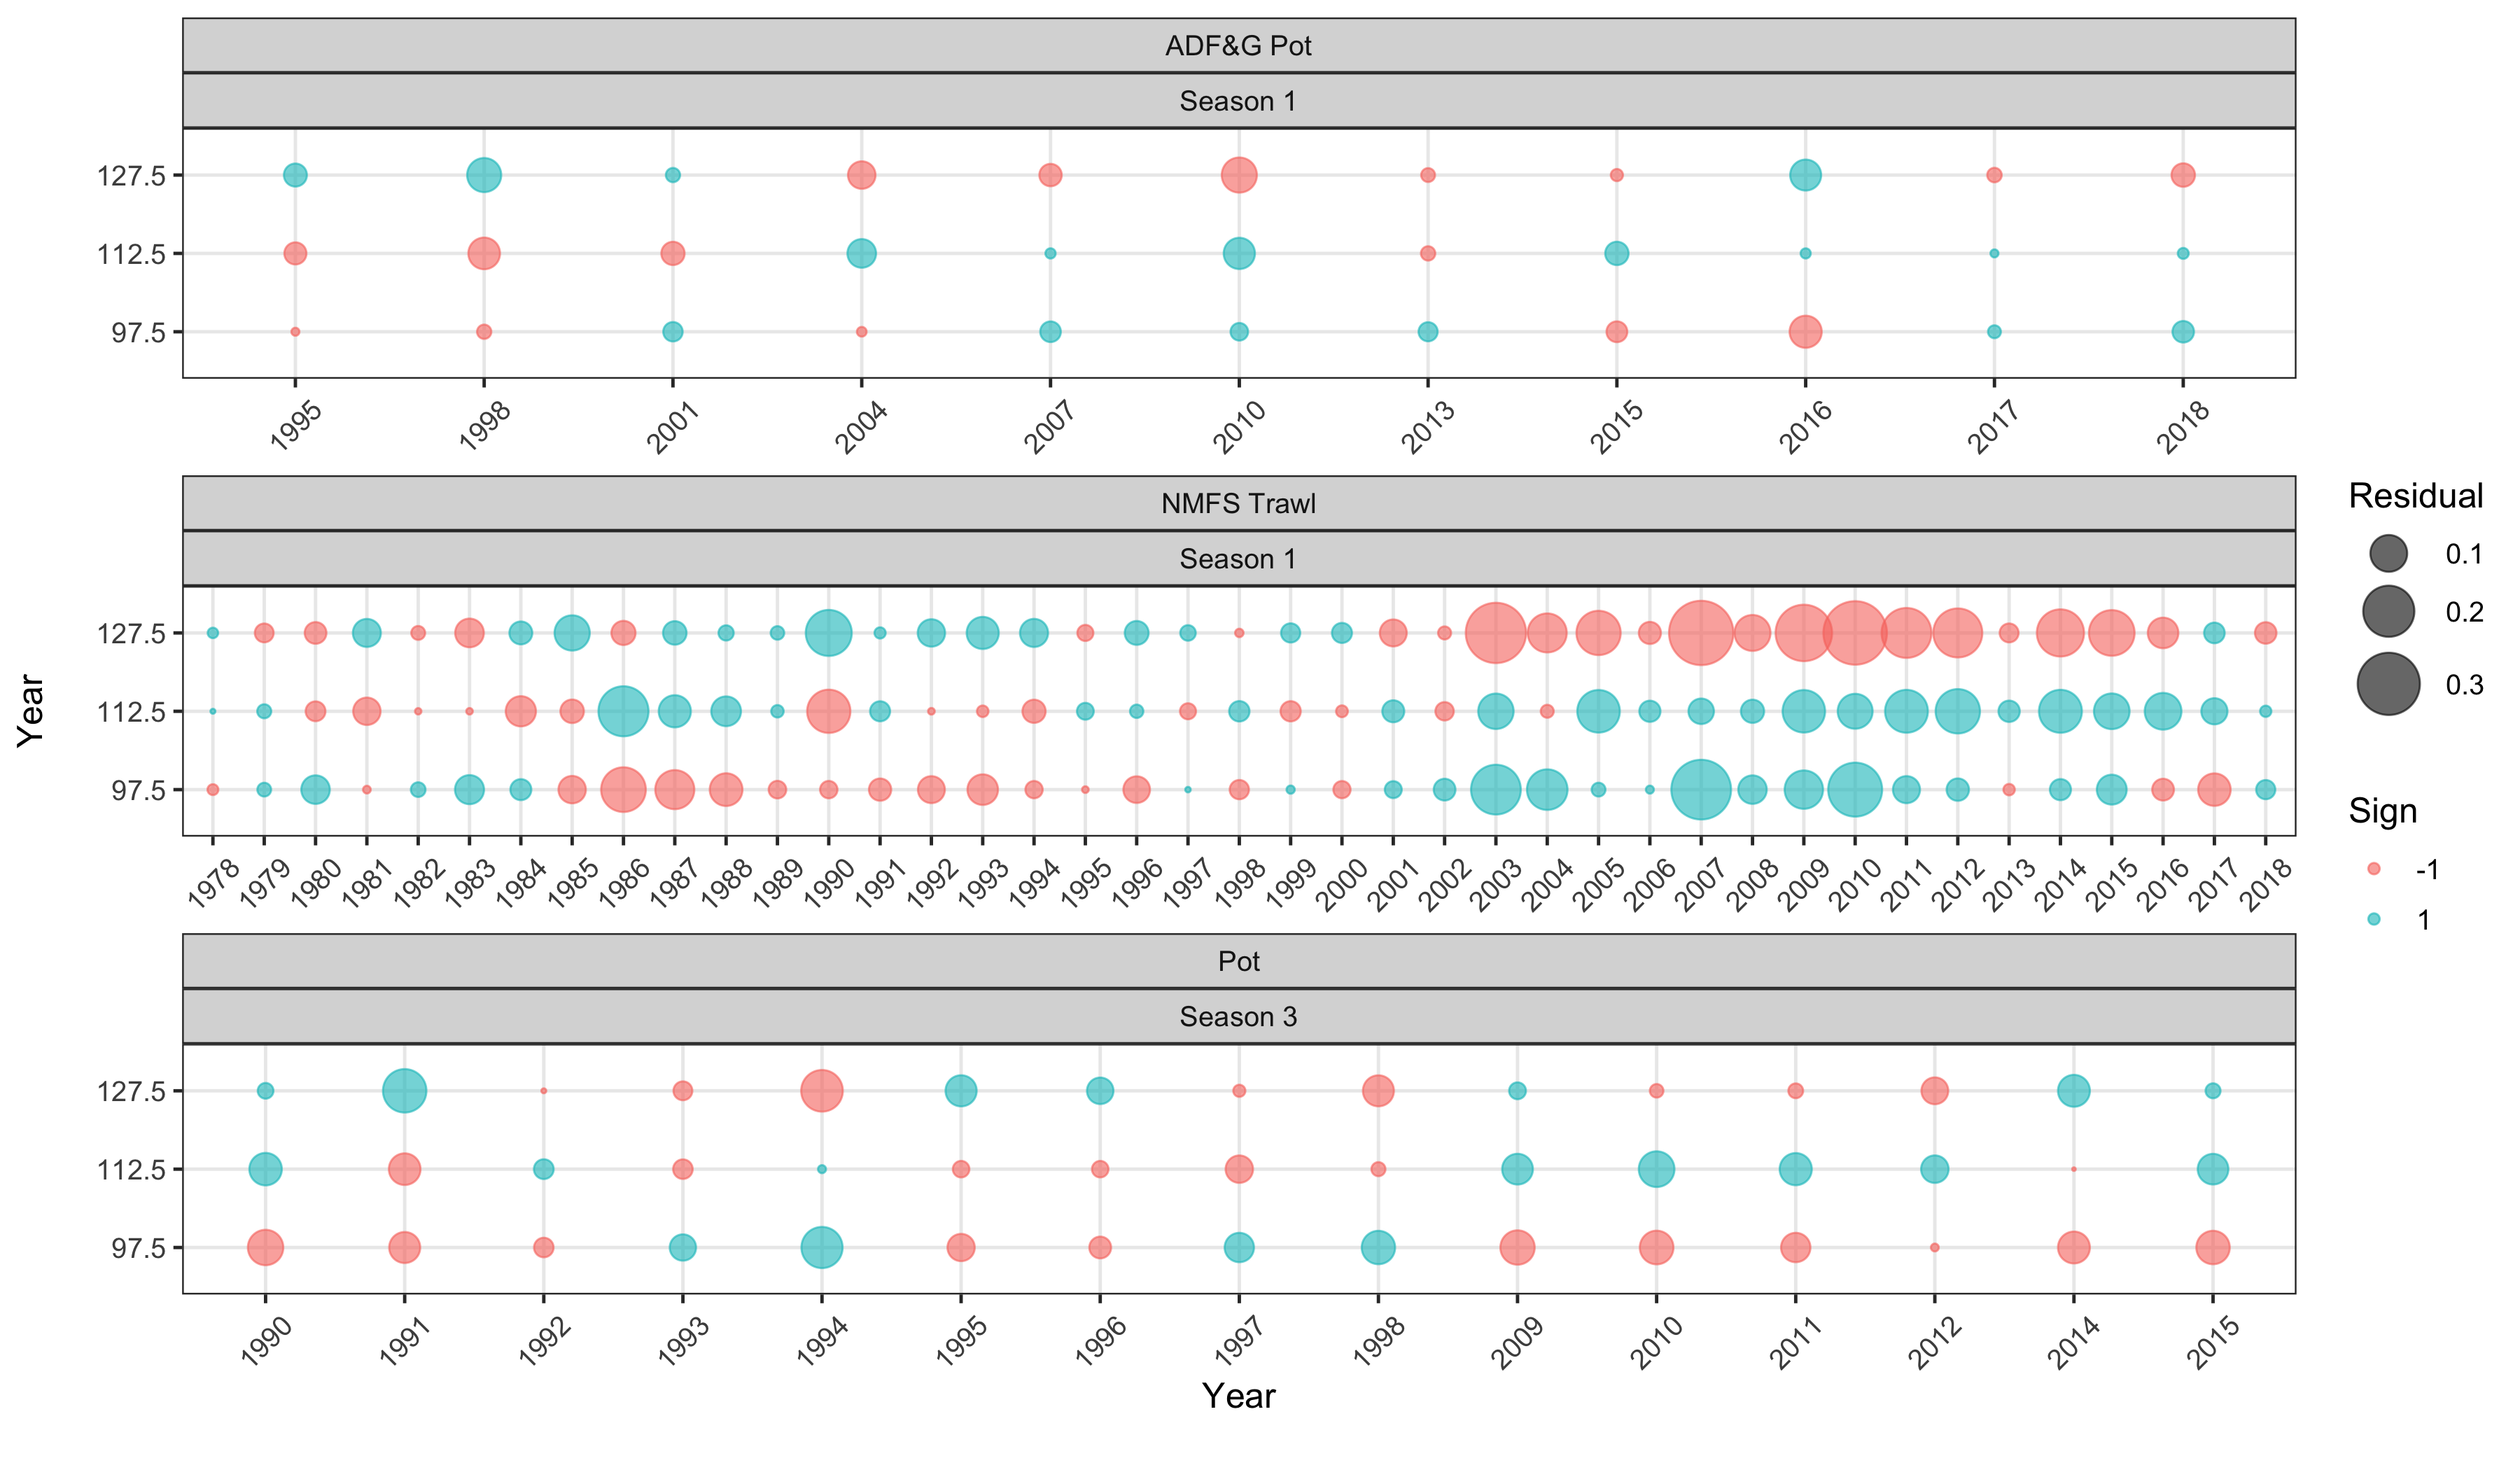 ADF&G Pot
Season 1
127.5
112.5
97.5
1995 1998 2001 2004 2007 2010 2013 2015 2016 2017 2018
NMFS Trawl
Season 1
127.5
112.5
97.5
1978 1979 1980 1981 1982 1983 1984 1985 1986 1987 1988 1989 1990 1991 1992 1993 1994 1995 1996 1997 1998 1999 2000 2001 2002 2003 2004 2005 2006 2007 2008 2009 2010 2011 2012 2013 2014 2015 2016 2017 2018
Pot
Season 3
127.5
112.5
97.5
1990 1991 1992 1993 1994 1995 1996 1997 1998 2009 2010 2011 2012 2014 2015
Year
Year
Residual
0.1
0.2
0.3
Sign
-1
1